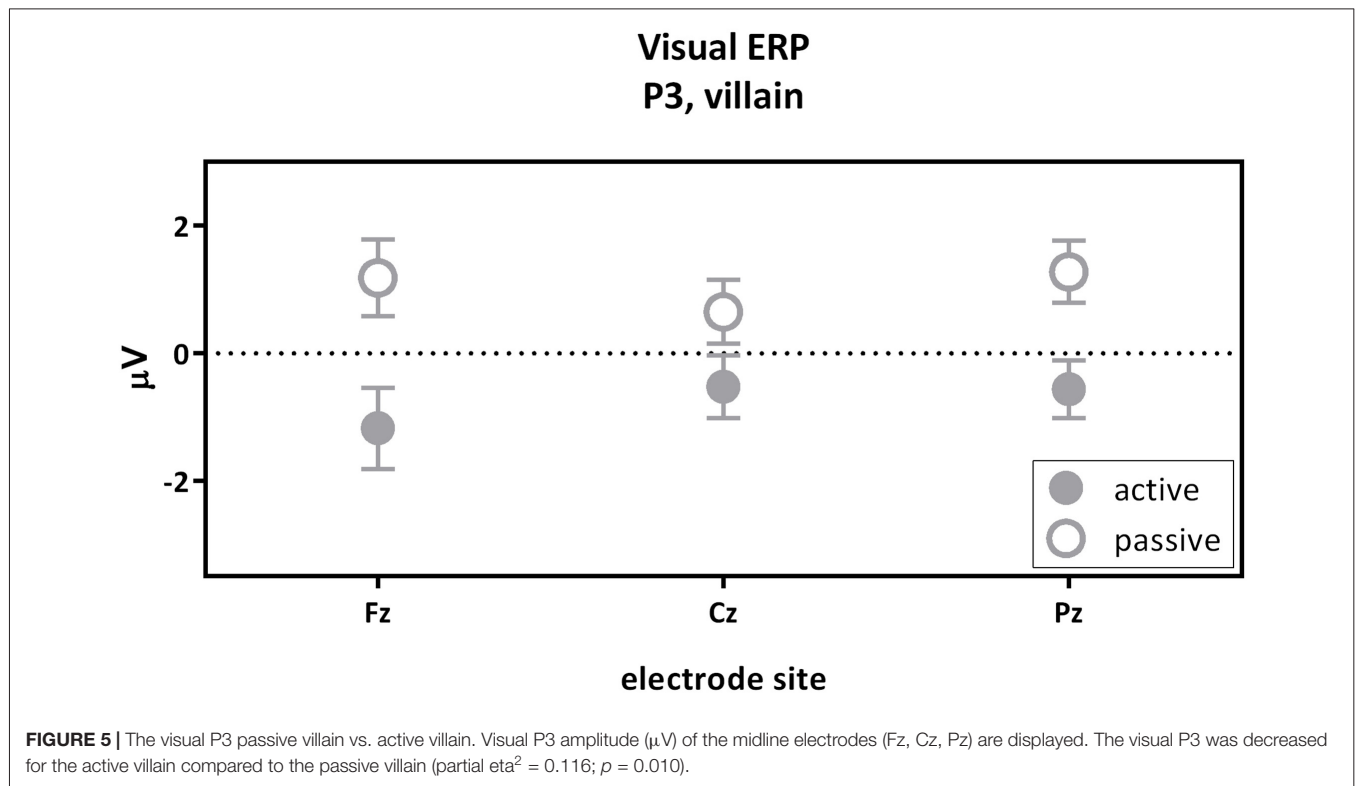 Visual ERP
P3, villain
2
0
-2
μV
active
passive
Fz Cz Pz
electrode site
FIGURE 5 | The visual P3 passive villain vs. active villain. Visual P3 amplitude (μV) of the midline electrodes (Fz, Cz, Pz) are displayed. The visual P3 was decreased
for the active villain compared to the passive villain (partial eta² = 0.116; p = 0.010).